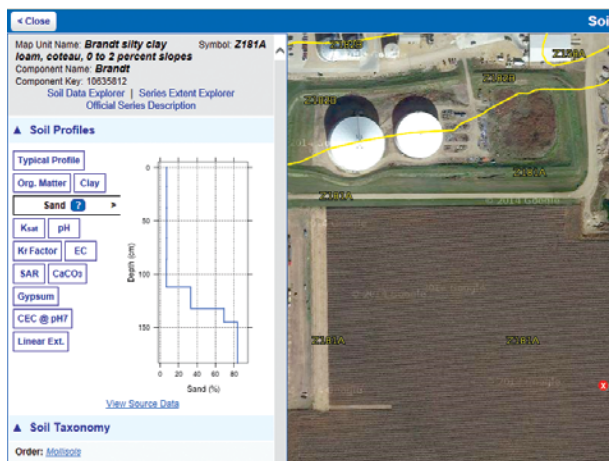 < Close
Soi
Map Unit Name: Brandt silty clay Symbol: Z181A
loam, coteau, 0 to 2 percent slopes
Component Name: Brandt
Component Key: 10635812
Soil Data Explorer | Series Extent Explorer
Official Series Description
▲ Soil Profiles
Typical Profile
Org. Matter Clay
Sand ? >
Ksat pH
Kr Factor EC
SAR CaCO3
Gypsum
CEC @ pH7
Linear Ext.
Depth (cm)
0
50
100
150
0 20 40 60 80
Sand (%)
View Source Data
▲ Soil Taxonomy
Order: Mollisols
© 2014 Google
Z181A
Z181A
X